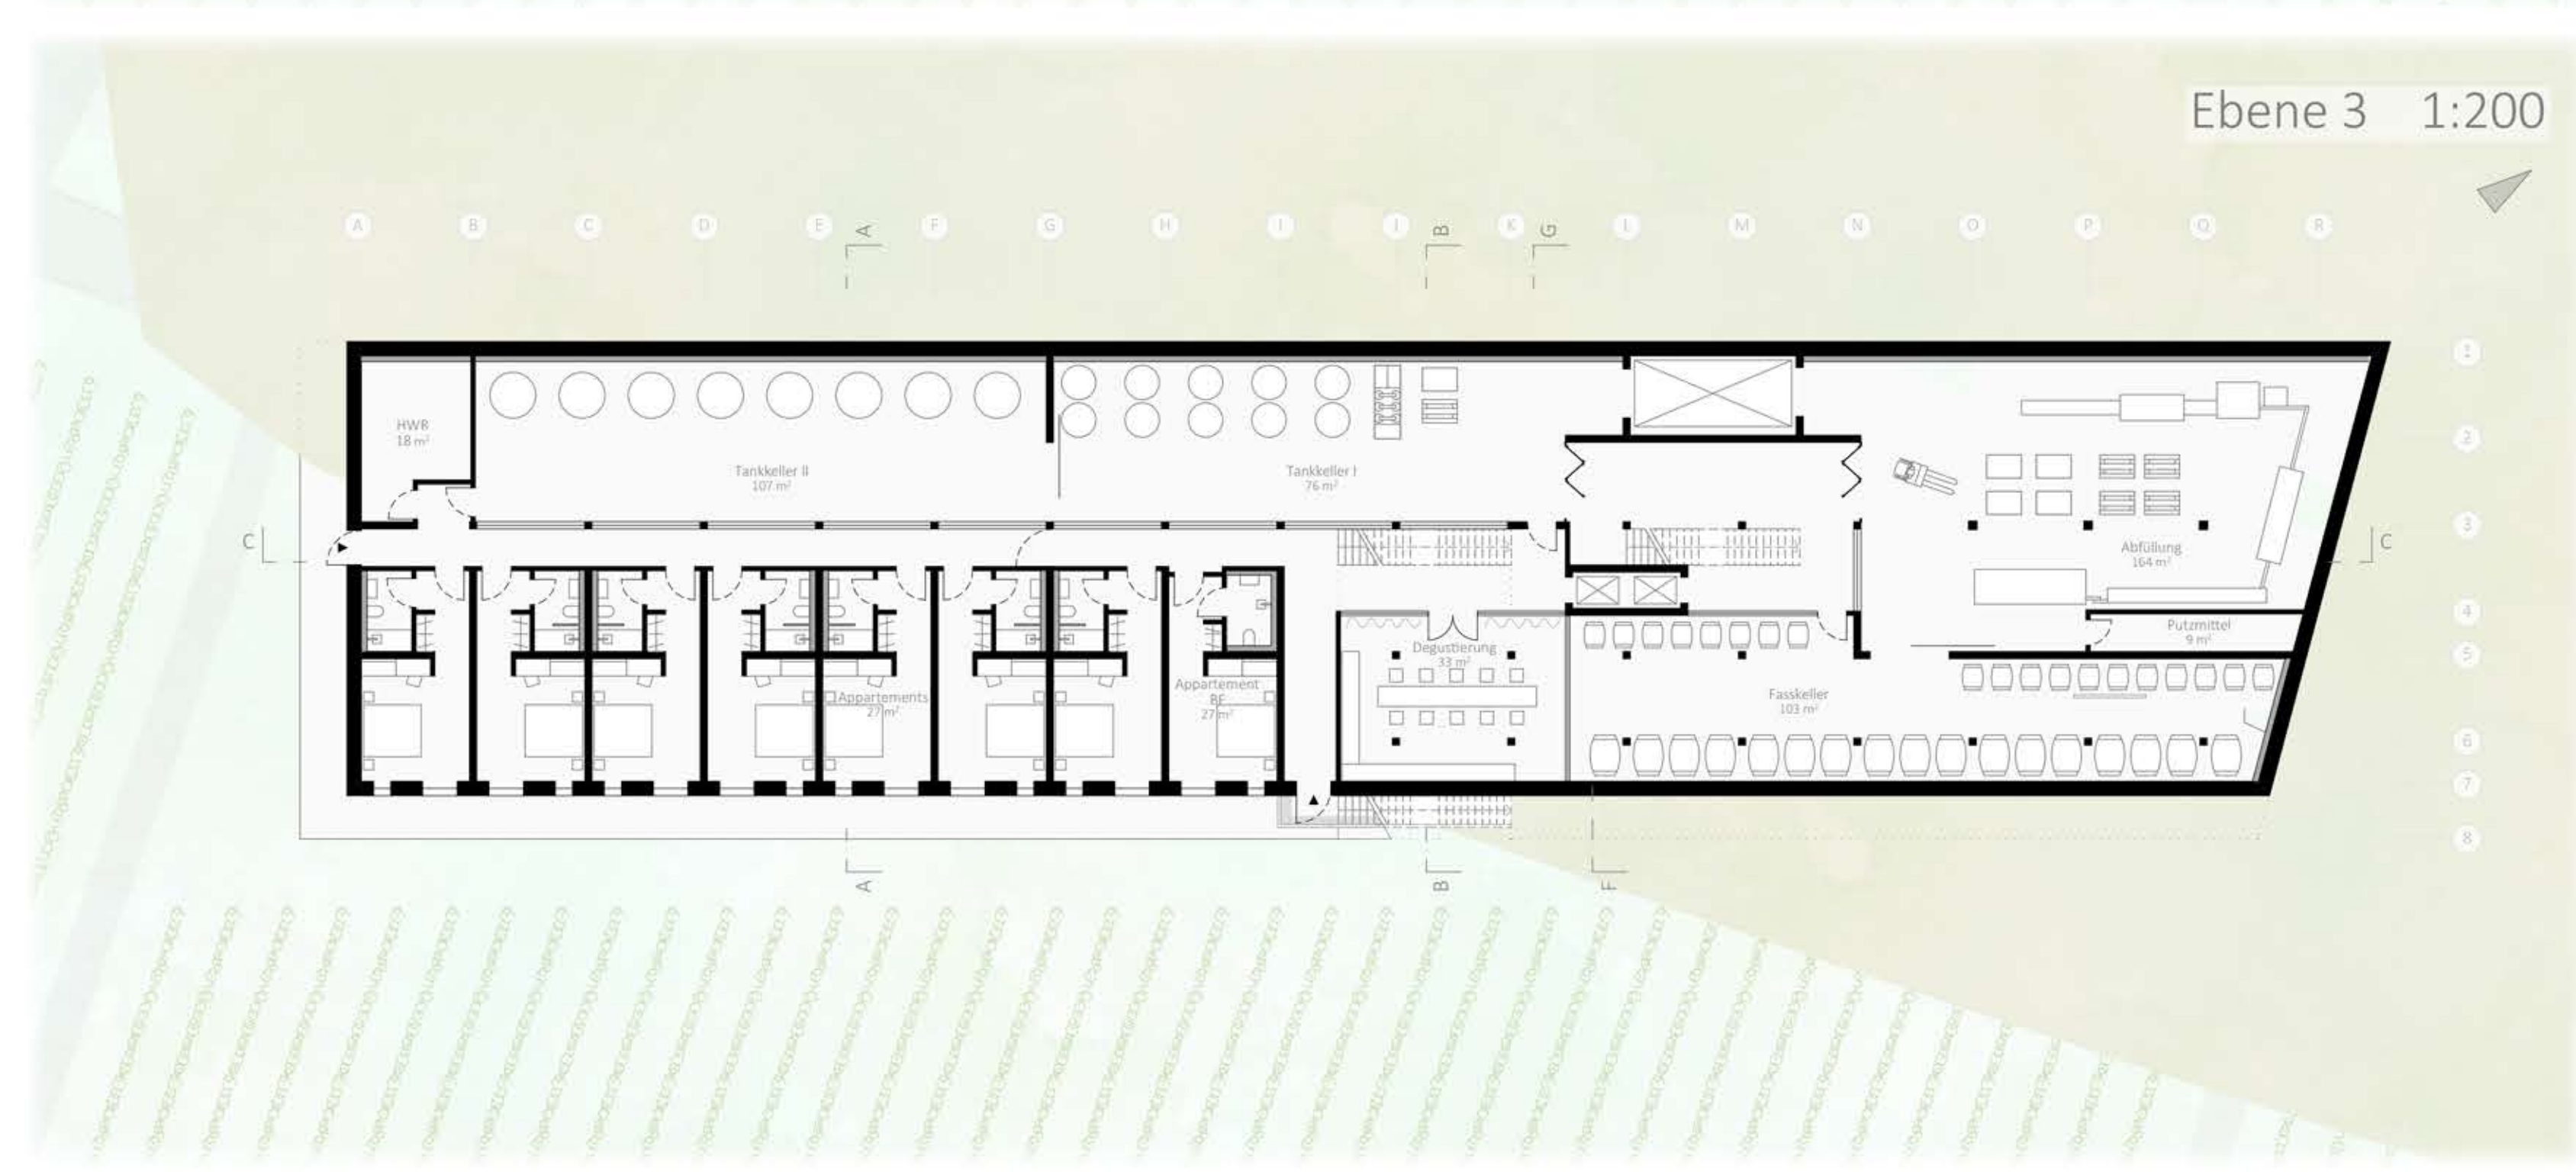 Ebene 3 1:200
A B C D E F G H I J K L M N O P Q R
A B G
1
2
3
4
5
6
7
8
HWR
18 m²
Tankkeller II
107 m²
Tankkeller I
76 m²
C
C
Abfüllung
164 m²
Putzmittel
9 m²
Degustierung
33 m²
Appartements
27 m²
Appartement
BF
27 m²
Fasskeller
103 m²
A B F